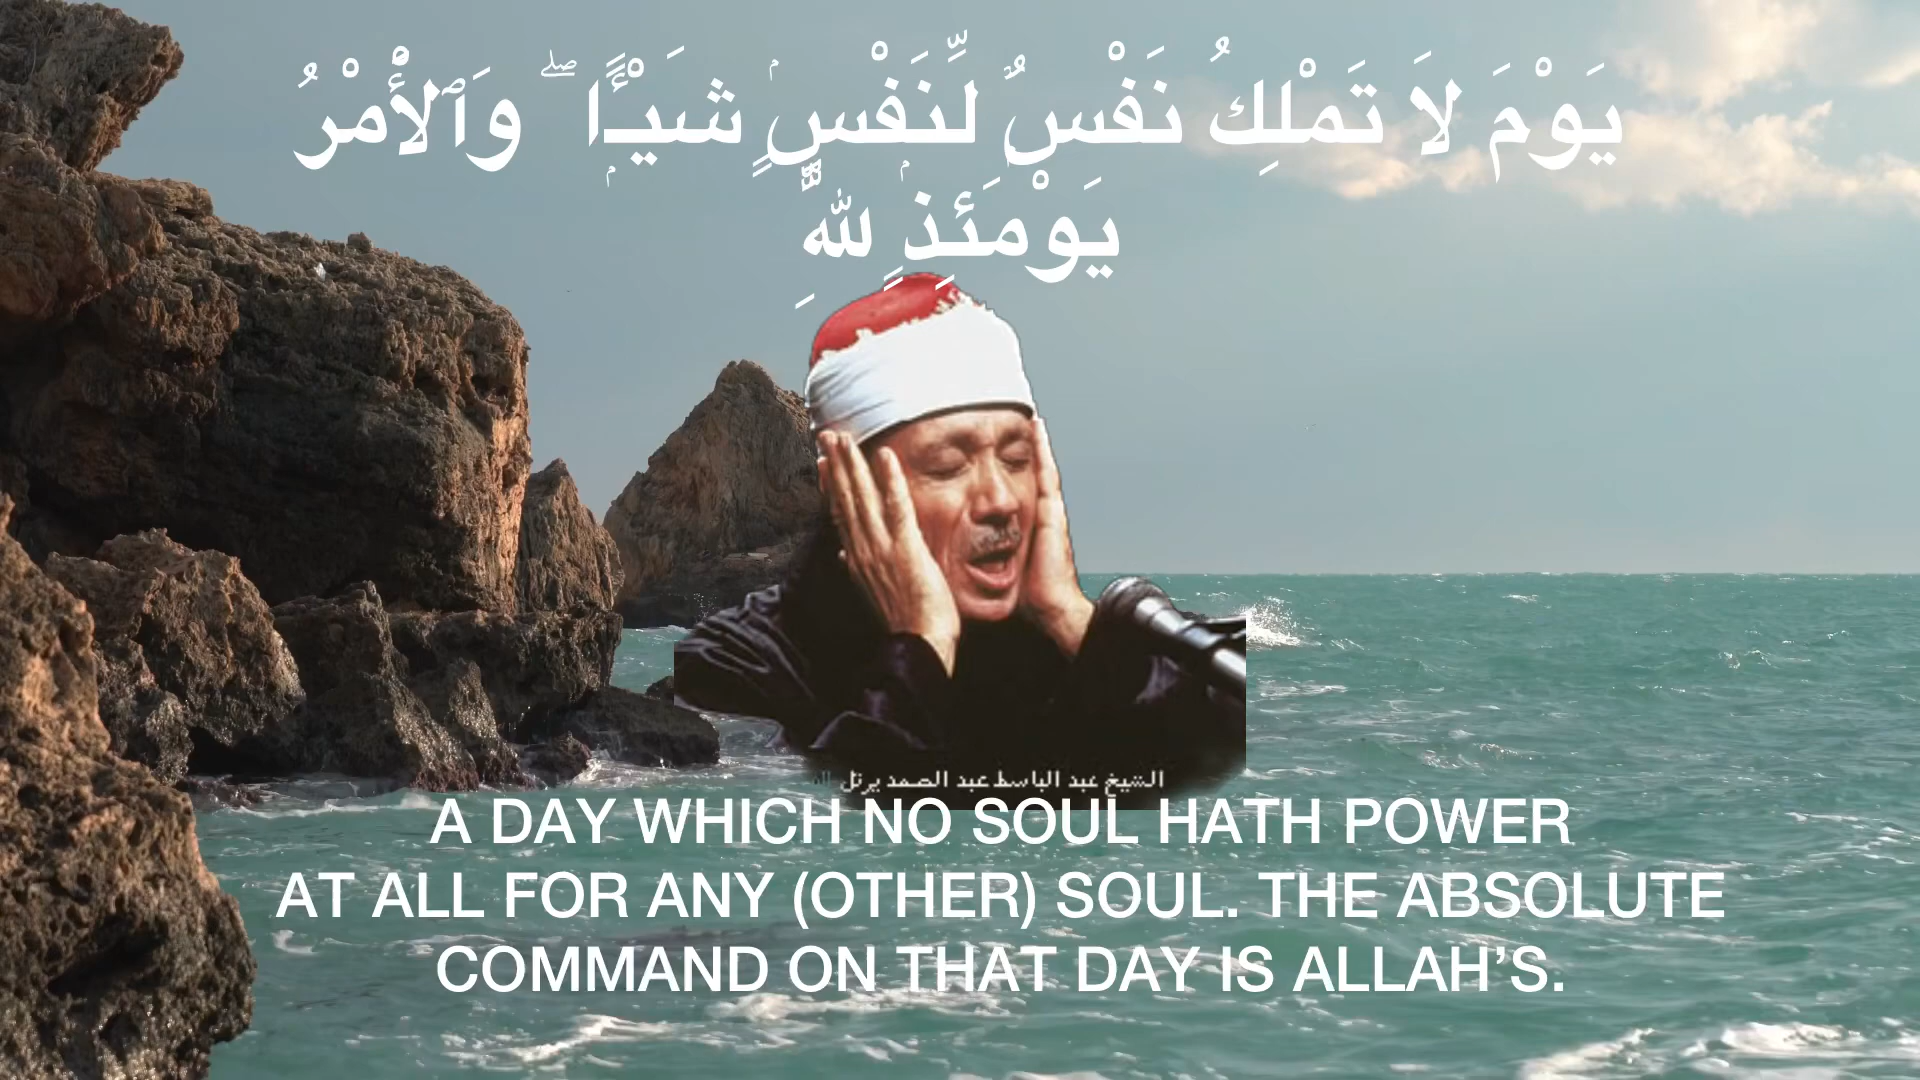 يَوْمَ لَا تَمْلِكُ نَفْسٌ لِّنَفْسٍ شَيْـًٔا ۖ وَٱلْأَمْرُ
يَوْمَئِذٍ لِّلَّهِ
الشيخ عبد الباسط عبد الصمد يرتل
A DAY WHICH NO SOUL HATH POWER
AT ALL FOR ANY (OTHER) SOUL. THE ABSOLUTE
COMMAND ON THAT DAY IS ALLAH’S.